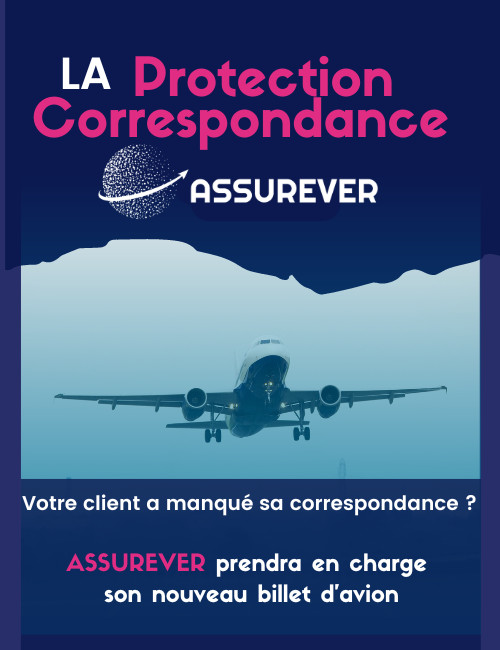 LA Protection
Correspondance
ASSUREVER
Votre client a manqué sa correspondance ?
ASSUREVER prendra en charge
son nouveau billet d'avion